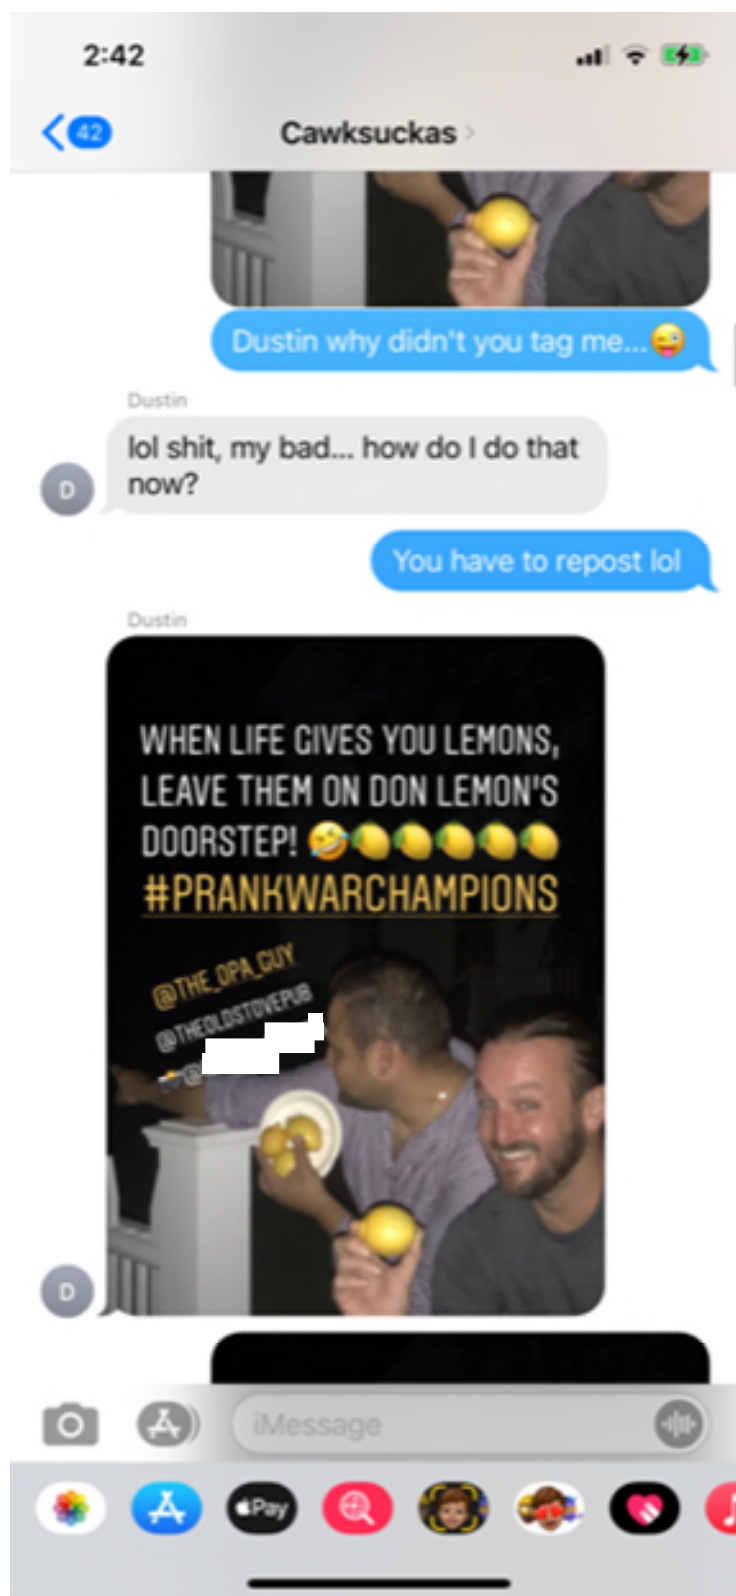 2:42
42
Cawksuckas
Dustin why didn't you tag me...😜
Dustin
lol shit, my bad... how do I do that
now?
D
You have to repost lol
Dustin
WHEN LIFE GIVES YOU LEMONS,
LEAVE THEM ON DON LEMON'S
DOORSTEP! 🤣🍋🍋🍋🍋🍋
#PRANKWARCHAMPIONS
@THE_OPA_GUY
@THEOLDSTOVEPUB
📸@
D
iMessage
Pay